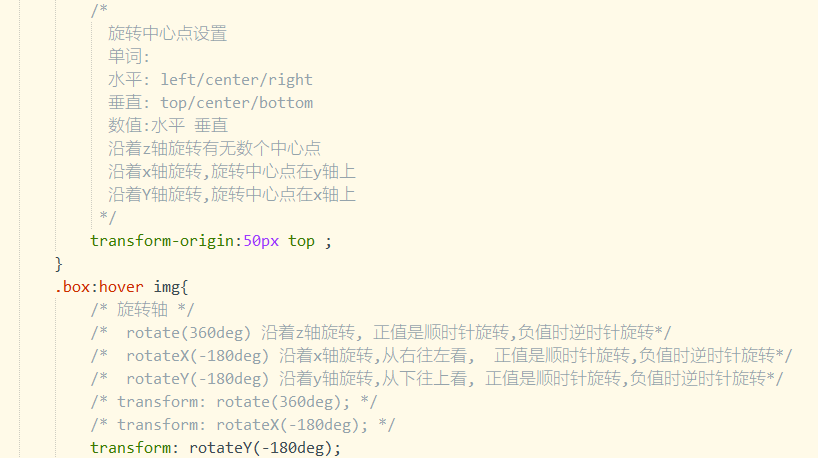 /*
旋转中心点设置
单词:
水平: left/center/right
垂直: top/center/bottom
数值:水平 垂直
沿着z轴旋转有无数个中心点
沿着x轴旋转,旋转中心点在y轴上
沿着Y轴旋转,旋转中心点在x轴上
*/
transform-origin:50px top ;
}
.box:hover img{
/* 旋转轴 */
/*  rotate(360deg) 沿着z轴旋转, 正值是顺时针旋转,负值时逆时针旋转*/
/*  rotateX(-180deg) 沿着x轴旋转,从右往左看,  正值是顺时针旋转,负值时逆时针旋转*/
/*  rotateY(-180deg) 沿着y轴旋转,从下往上看, 正值是顺时针旋转,负值时逆时针旋转*/
/* transform: rotate(360deg); */
/* transform: rotateX(-180deg); */
transform: rotateY(-180deg);